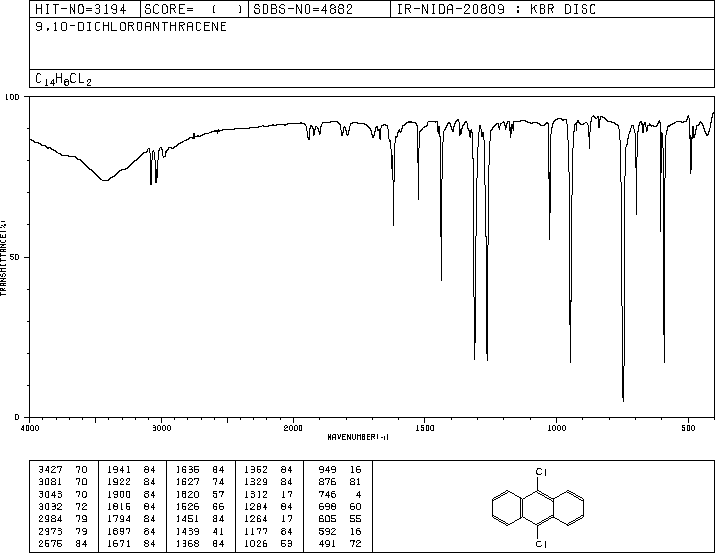 HIT-NO=3194 SCORE= ( ) SDBS-NO=4882 IR-NIDA-20809 : KBR DISC
9,10-DICHLOROANTHRACENE
C14H8CL2
100
TRANSMITTANCE(%)
50
0
4000 3000 2000 1500 1000 500
WAVENUMBER(-1)
3427 70 1941 84 1636 84 1362 84 949 16
3081 70 1922 84 1627 74 1329 84 876 81
3043 70 1900 84 1620 57 1312 17 746 4
3032 72 1816 84 1526 66 1284 84 698 60
2984 79 1794 84 1451 84 1264 17 605 55
2973 79 1697 84 1439 41 1177 84 592 16
2576 84 1671 84 1368 84 1026 53 491 72
Cl
Cl